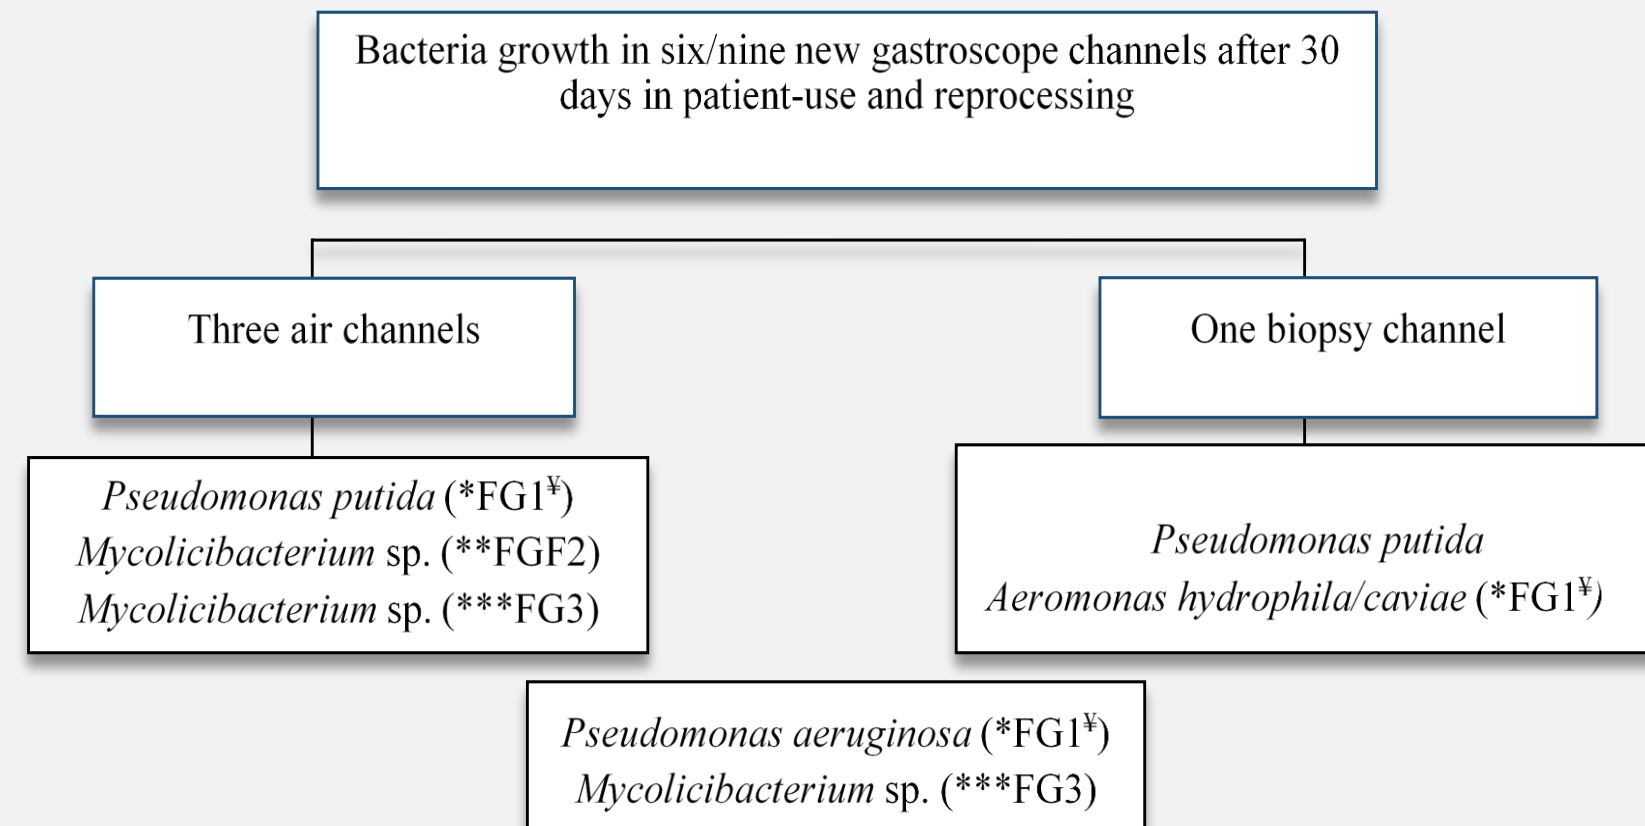 Bacteria growth in six/nine new gastroscope channels after 30
days in patient-use and reprocessing
Three air channels
One biopsy channel
Pseudomonas putida (*FG1¥)
Mycolicibacterium sp. (**FGF2)
Mycolicibacterium sp. (***FG3)
Pseudomonas putida
Aeromonas hydrophila/caviae (*FG1¥)
Pseudomonas aeruginosa (*FG1¥)
Mycolicibacterium sp. (***FG3)